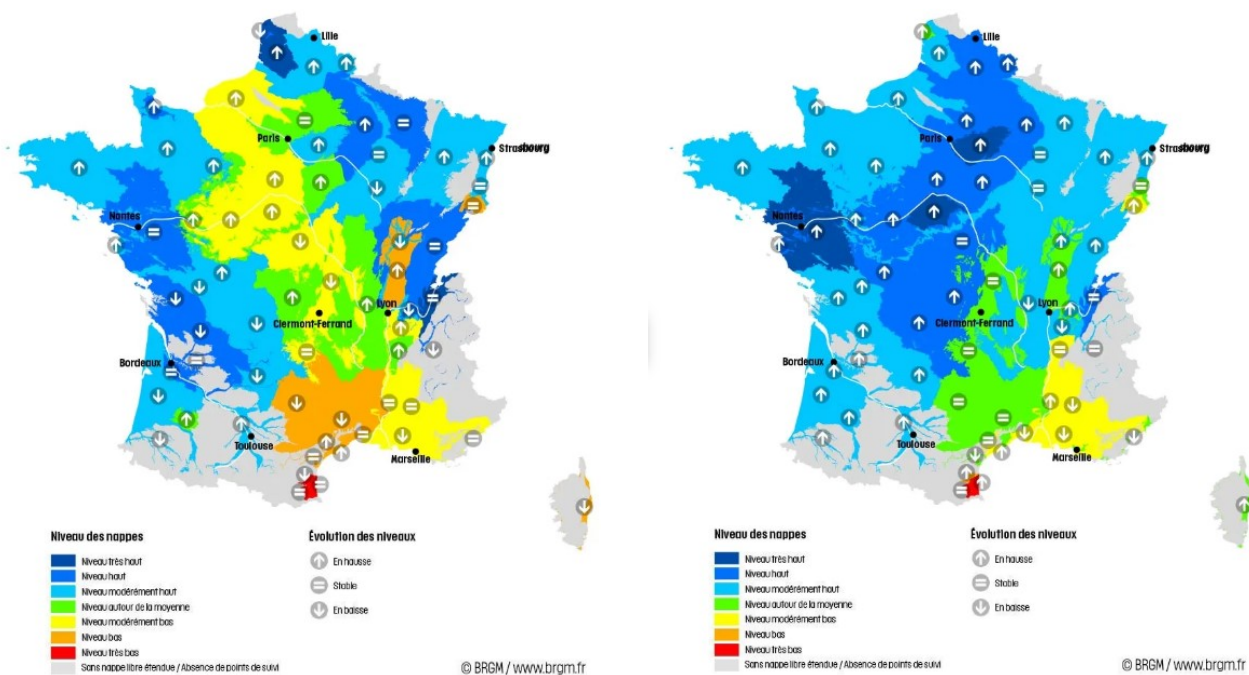 Lille
Paris
Strasbourg
Nantes
Lyon
Clermont-Ferrand
Bordeaux
Toulouse
Marseille
Niveau des nappes
Niveau très haut
Niveau haut
Niveau modérément haut
Niveau autour de la moyenne
Niveau modérément bas
Niveau bas
Niveau très bas
Sans nappe libre étendue / Absence de points de suivi
Évolution des niveaux
En hausse
Stable
En baisse
© BRGM / www.brgm.fr
Lille
Paris
Strasbourg
Nantes
Lyon
Clermont-Ferrand
Bordeaux
Toulouse
Marseille
Niveau des nappes
Niveau très haut
Niveau haut
Niveau modérément haut
Niveau autour de la moyenne
Niveau modérément bas
Niveau bas
Niveau très bas
Sans nappe libre étendue / Absence de points de suivi
Évolution des niveaux
En hausse
Stable
En baisse
© BRGM / www.brgm.fr